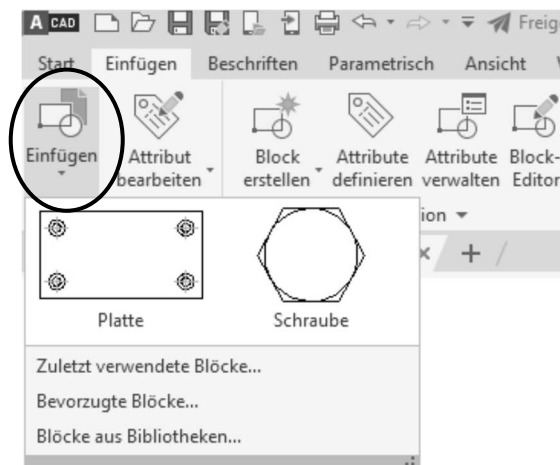 A CAD Freig
Start Einfügen Beschriften Parametrisch Ansicht
Einfügen Attribut bearbeiten Block erstellen Attribute definieren Attribute verwalten Block-Editor
ion
Platte Schraube
Zuletzt verwendete Blöcke...
Bevorzugte Blöcke...
Blöcke aus Bibliotheken...